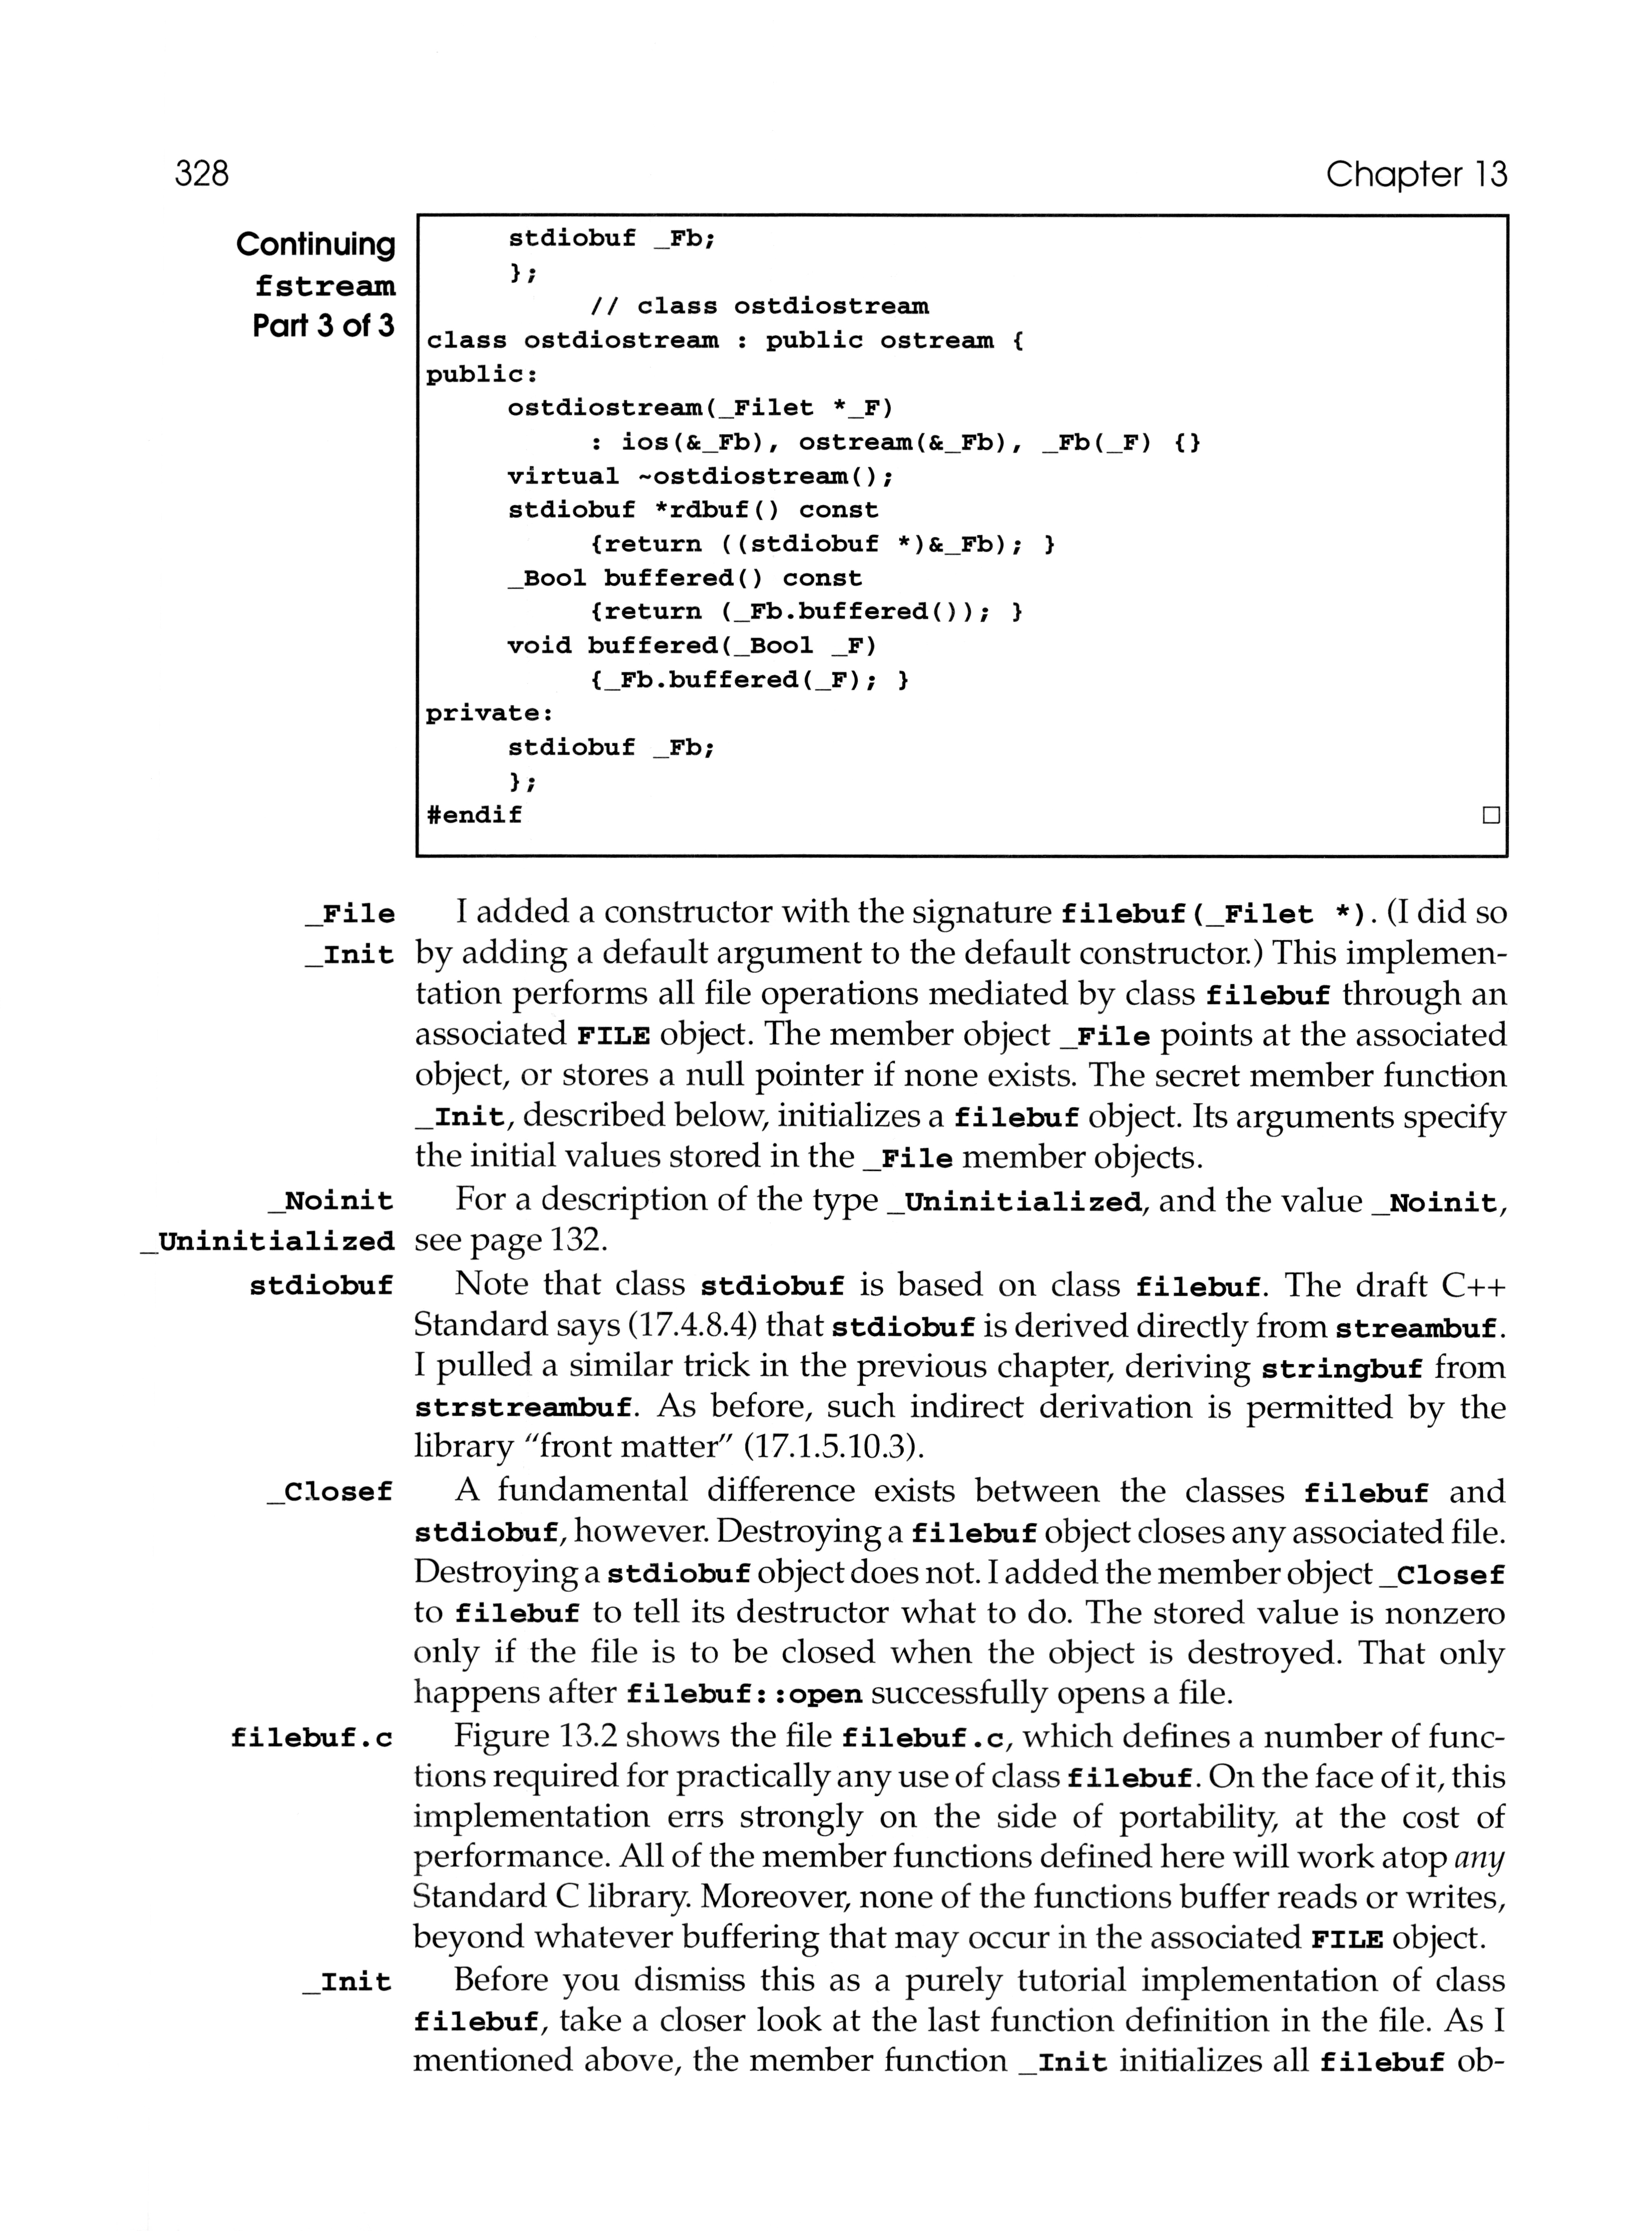 328
Chapter 13
Continuing
fstream
Part 3 of 3
stdiobuf _Fb;
};
// class ostdiostream
class ostdiostream : public ostream {
public:
ostdiostream(_Filet *_F)
: ios(&_Fb), ostream(&_Fb), _Fb(_F) {}
virtual ~ostdiostream();
stdiobuf *rdbuf() const
{return ((stdiobuf *)&_Fb); }
_Bool buffered() const
{return (_Fb.buffered()); }
void buffered(_Bool _F)
{_Fb.buffered(_F); }
private:
stdiobuf _Fb;
};
#endif □
_File I added a constructor with the signature filebuf(_Filet *). (I did so
_Init by adding a default argument to the default constructor.) This implemen-
tation performs all file operations mediated by class filebuf through an
associated FILE object. The member object _File points at the associated
object, or stores a null pointer if none exists. The secret member function
_Init, described below, initializes a filebuf object. Its arguments specify
the initial values stored in the _File member objects.
_Noinit For a description of the type _Uninitialized, and the value _Noinit,
_Uninitialized see page 132.
stdiobuf Note that class stdiobuf is based on class filebuf. The draft C++
Standard says (17.4.8.4) that stdiobuf is derived directly from streambuf.
I pulled a similar trick in the previous chapter, deriving stringbuf from
strstreambuf. As before, such indirect derivation is permitted by the
library "front matter" (17.1.5.10.3).
_Closef A fundamental difference exists between the classes filebuf and
stdiobuf, however. Destroying a filebuf object closes any associated file.
Destroying a stdiobuf object does not. I added the member object _Closef
to filebuf to tell its destructor what to do. The stored value is nonzero
only if the file is to be closed when the object is destroyed. That only
happens after filebuf::open successfully opens a file.
filebuf.c Figure 13.2 shows the file filebuf.c, which defines a number of func-
tions required for practically any use of class filebuf. On the face of it, this
implementation errs strongly on the side of portability, at the cost of
performance. All of the member functions defined here will work atop any
Standard C library. Moreover, none of the functions buffer reads or writes,
beyond whatever buffering that may occur in the associated FILE object.
_Init Before you dismiss this as a purely tutorial implementation of class
filebuf, take a closer look at the last function definition in the file. As I
mentioned above, the member function _Init initializes all filebuf ob-